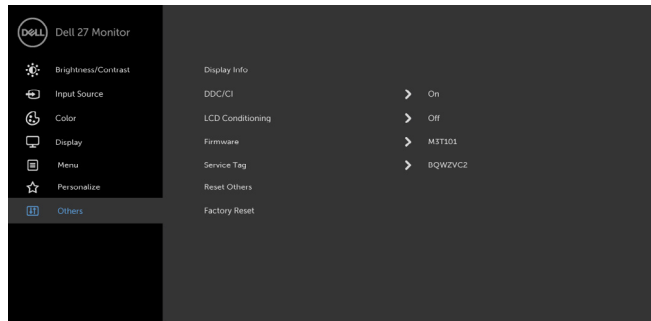 DELL Dell 27 Monitor
Brightness/Contrast
Input Source
Color
Display
Menu
Personalize
Others
Display Info
DDC/CI > On
LCD Conditioning > Off
Firmware > M3T101
Service Tag > BQWZVC2
Reset Others
Factory Reset